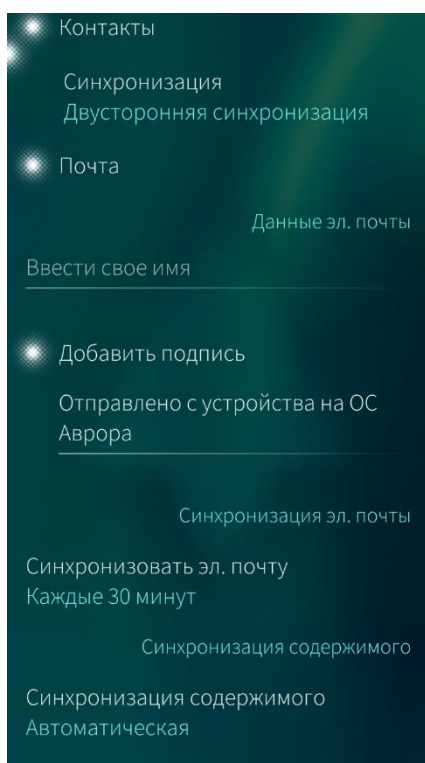 Контакты
Синхронизация
Двусторонняя синхронизация
Почта
Данные эл. почты
Ввести свое имя
Добавить подпись
Отправлено с устройства на ОС
Аврора
Синхронизация эл. почты
Синхронизовать эл. почту
Каждые 30 минут
Синхронизация содержимого
Синхронизация содержимого
Автоматическая